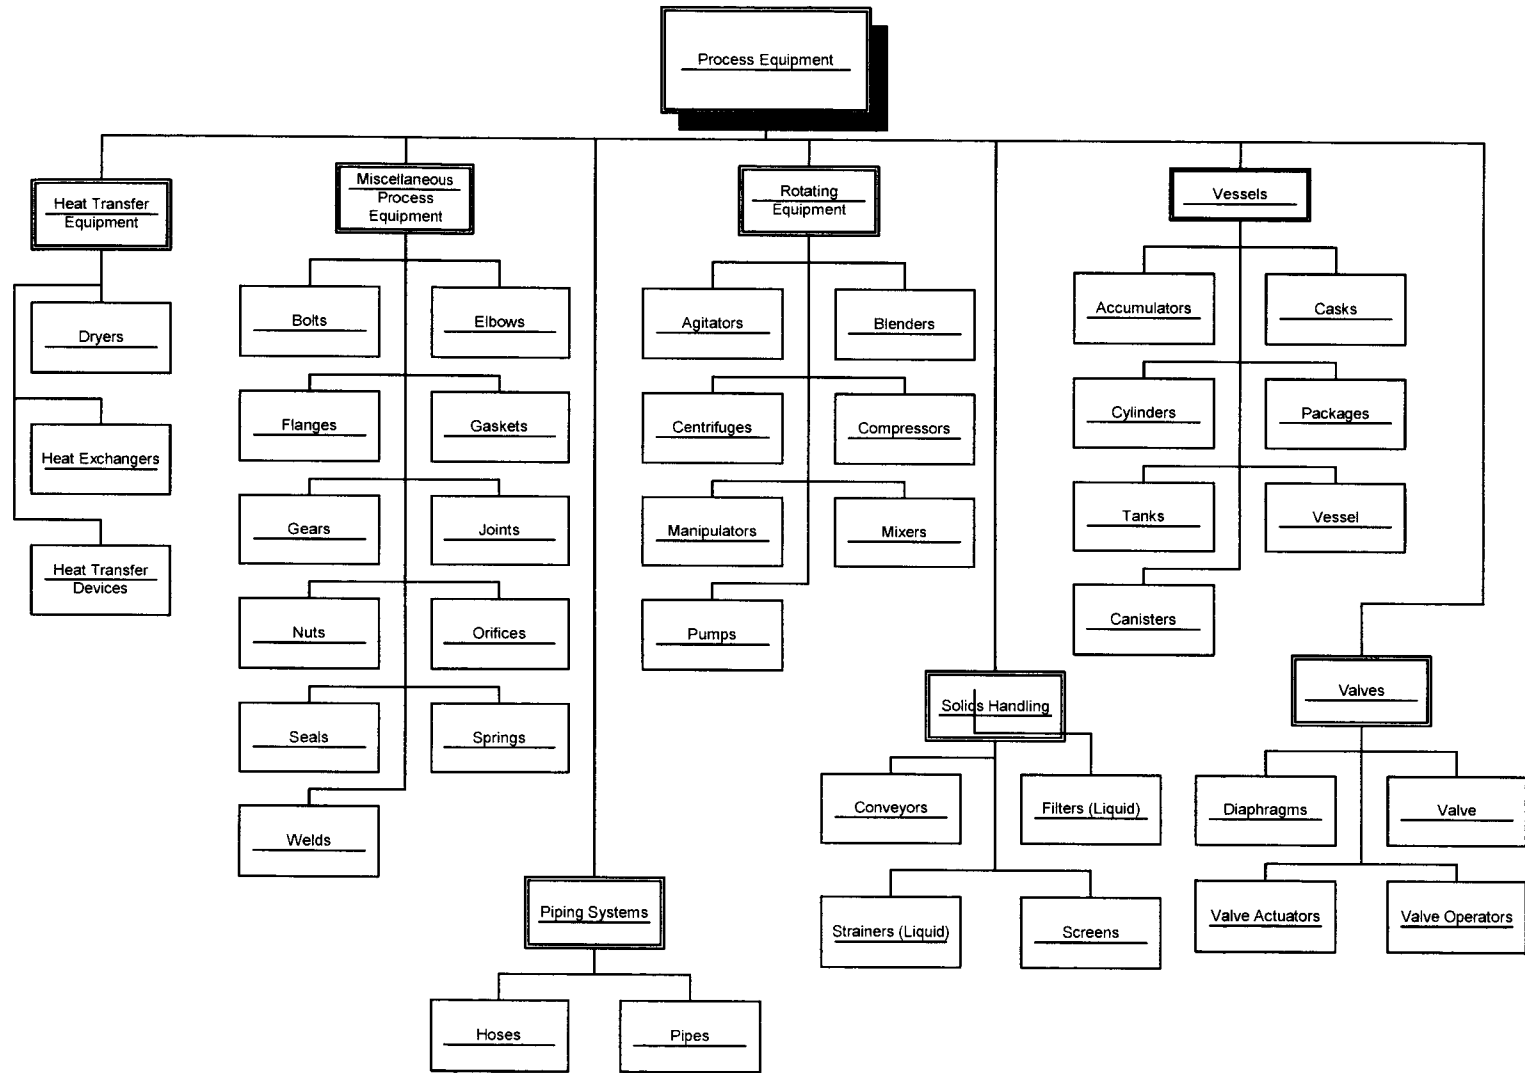 Process Equipment
Heat Transfer
Equipment
Miscellaneous
Process
Equipment
Rotating
Equipment
Vessels
Dryers
Heat Exchangers
Heat Transfer
Devices
Bolts
Elbows
Flanges
Gaskets
Gears
Joints
Nuts
Orifices
Seals
Springs
Welds
Agitators
Blenders
Centrifuges
Compressors
Manipulators
Mixers
Pumps
Accumulators
Casks
Cylinders
Packages
Tanks
Vessel
Canisters
Solids Handling
Conveyors
Filters (Liquid)
Strainers (Liquid)
Screens
Valves
Diaphragms
Valve
Valve Actuators
Valve Operators
Piping Systems
Hoses
Pipes